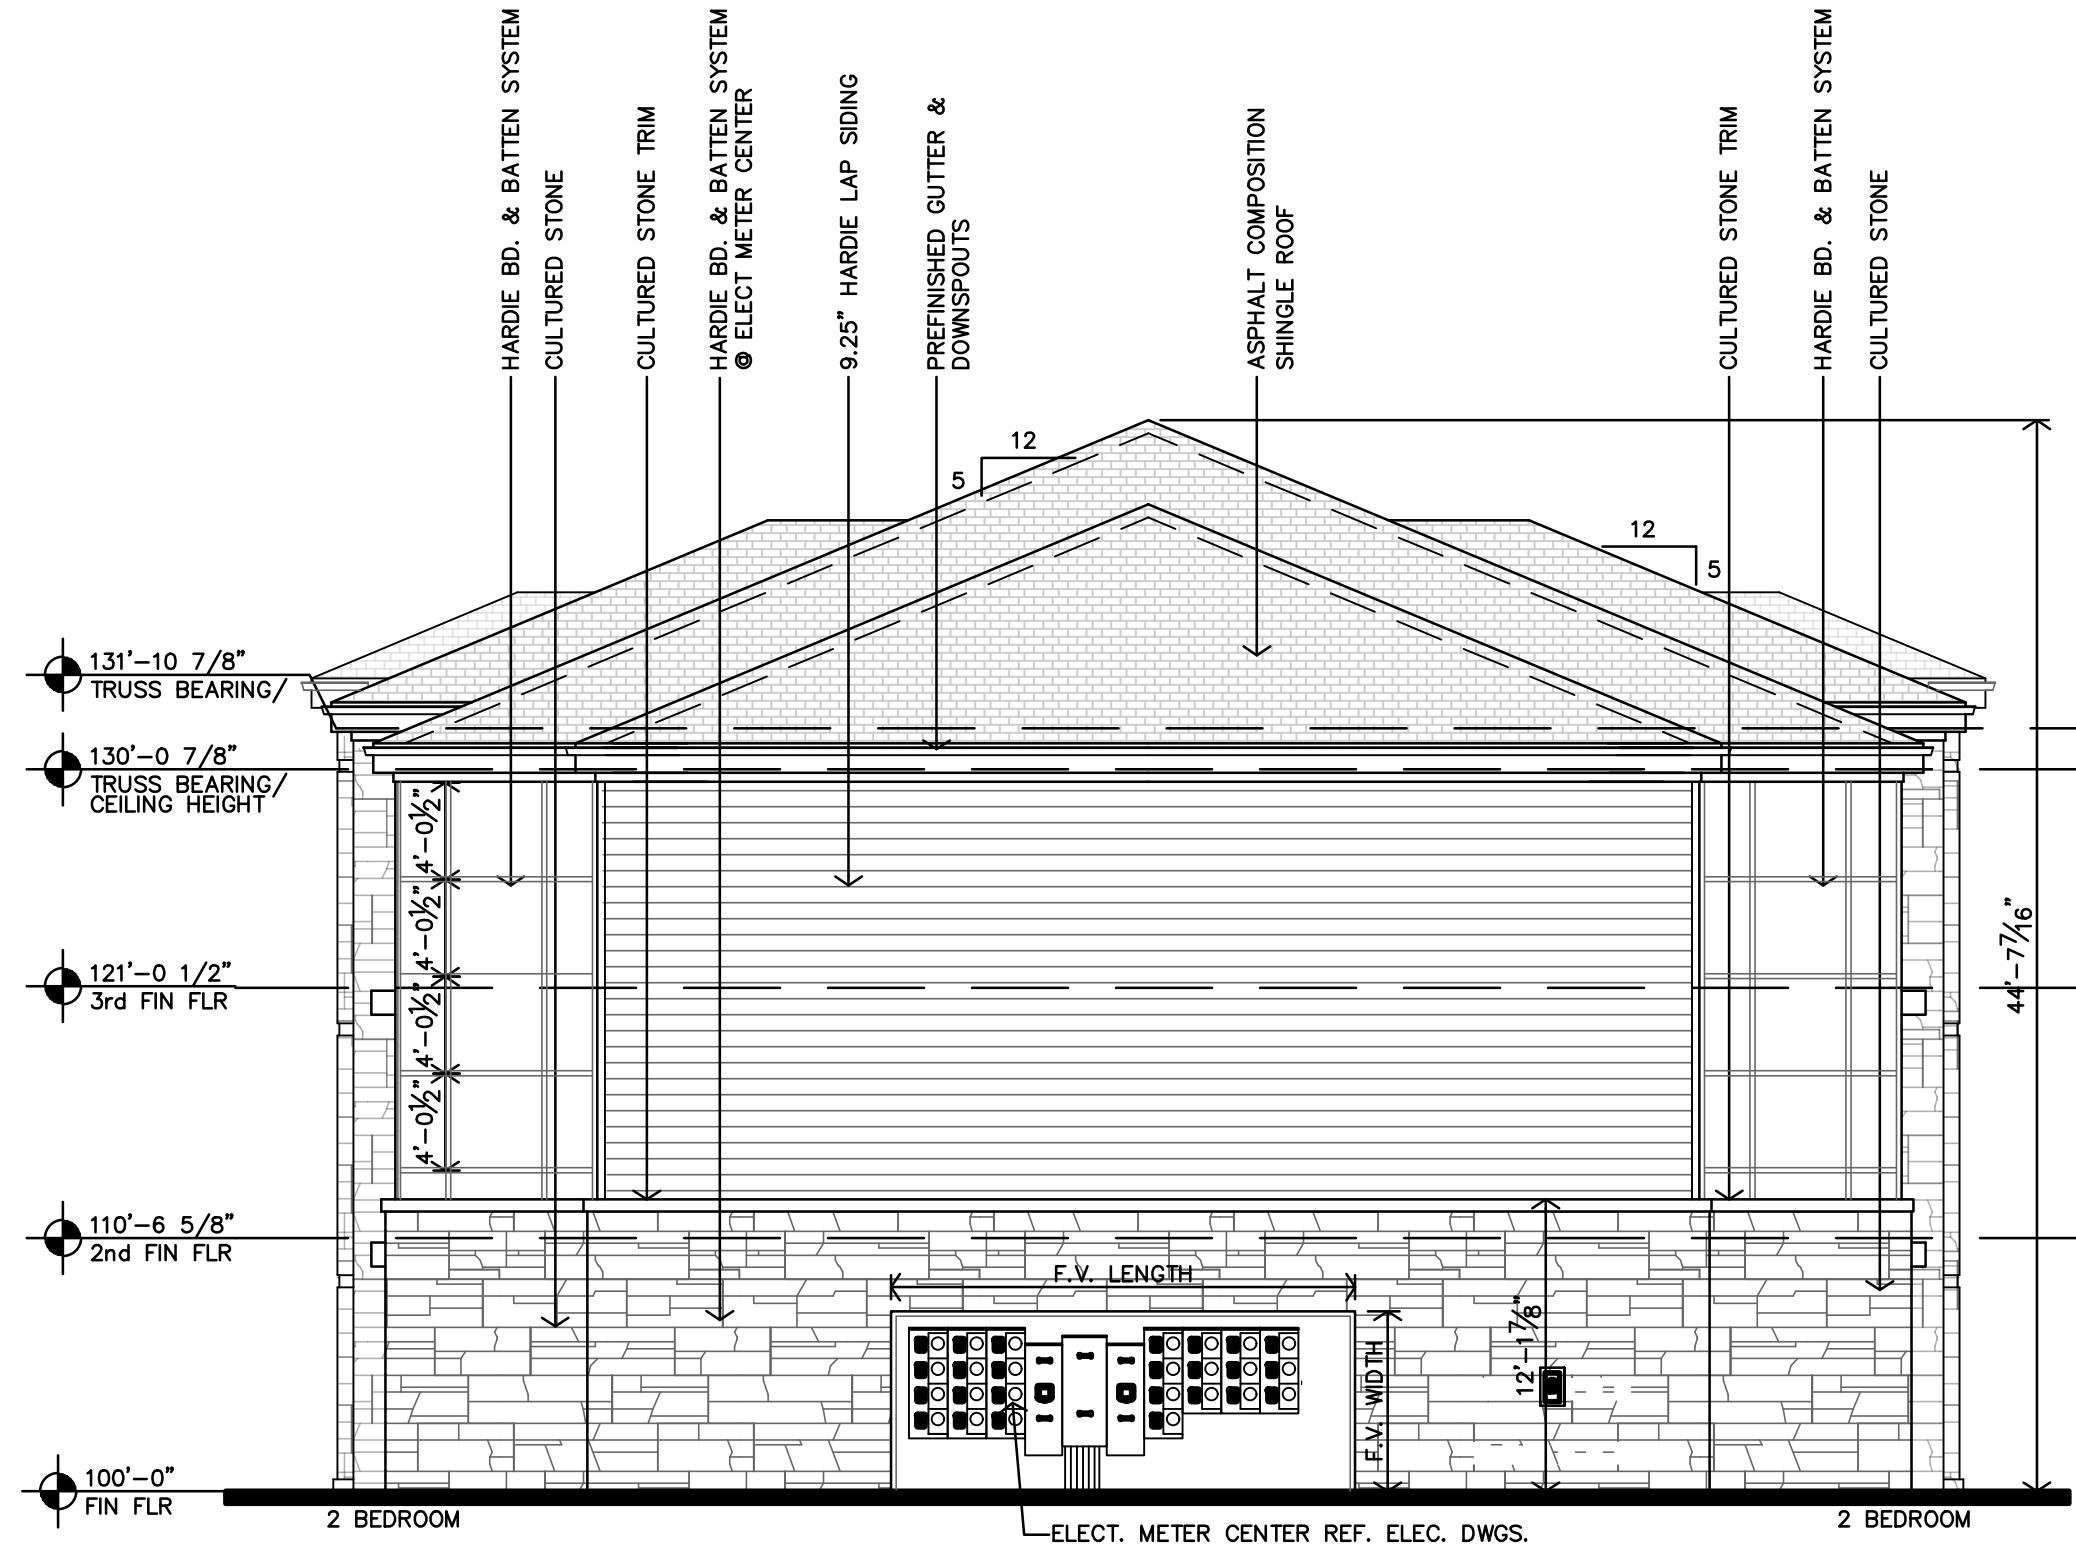 HARDIE BD. & BATTEN SYSTEM
CULTURED STONE
CULTURED STONE TRIM
HARDIE BD. & BATTEN SYSTEM
@ ELECT METER CENTER
9.25" HARDIE LAP SIDING
PREFINISHED GUTTER &
DOWNSPOUTS
ASPHALT COMPOSITION
SHINGLE ROOF
CULTURED STONE TRIM
HARDIE BD. & BATTEN SYSTEM
CULTURED STONE
12
5
12
5
131'-10 7/8"
TRUSS BEARING/
130'-0 7/8"
TRUSS BEARING/
CEILING HEIGHT
4'-0½"
4'-0½"
4'-0½"
4'-0½"
44'-7 7/16"
121'-0 1/2"
3rd FIN FLR
110'-6 5/8"
2nd FIN FLR
F.V. LENGTH
F.V. WIDTH
12'-1⅞"
100'-0"
FIN FLR
2 BEDROOM
2 BEDROOM
ELECT. METER CENTER REF. ELEC. DWGS.